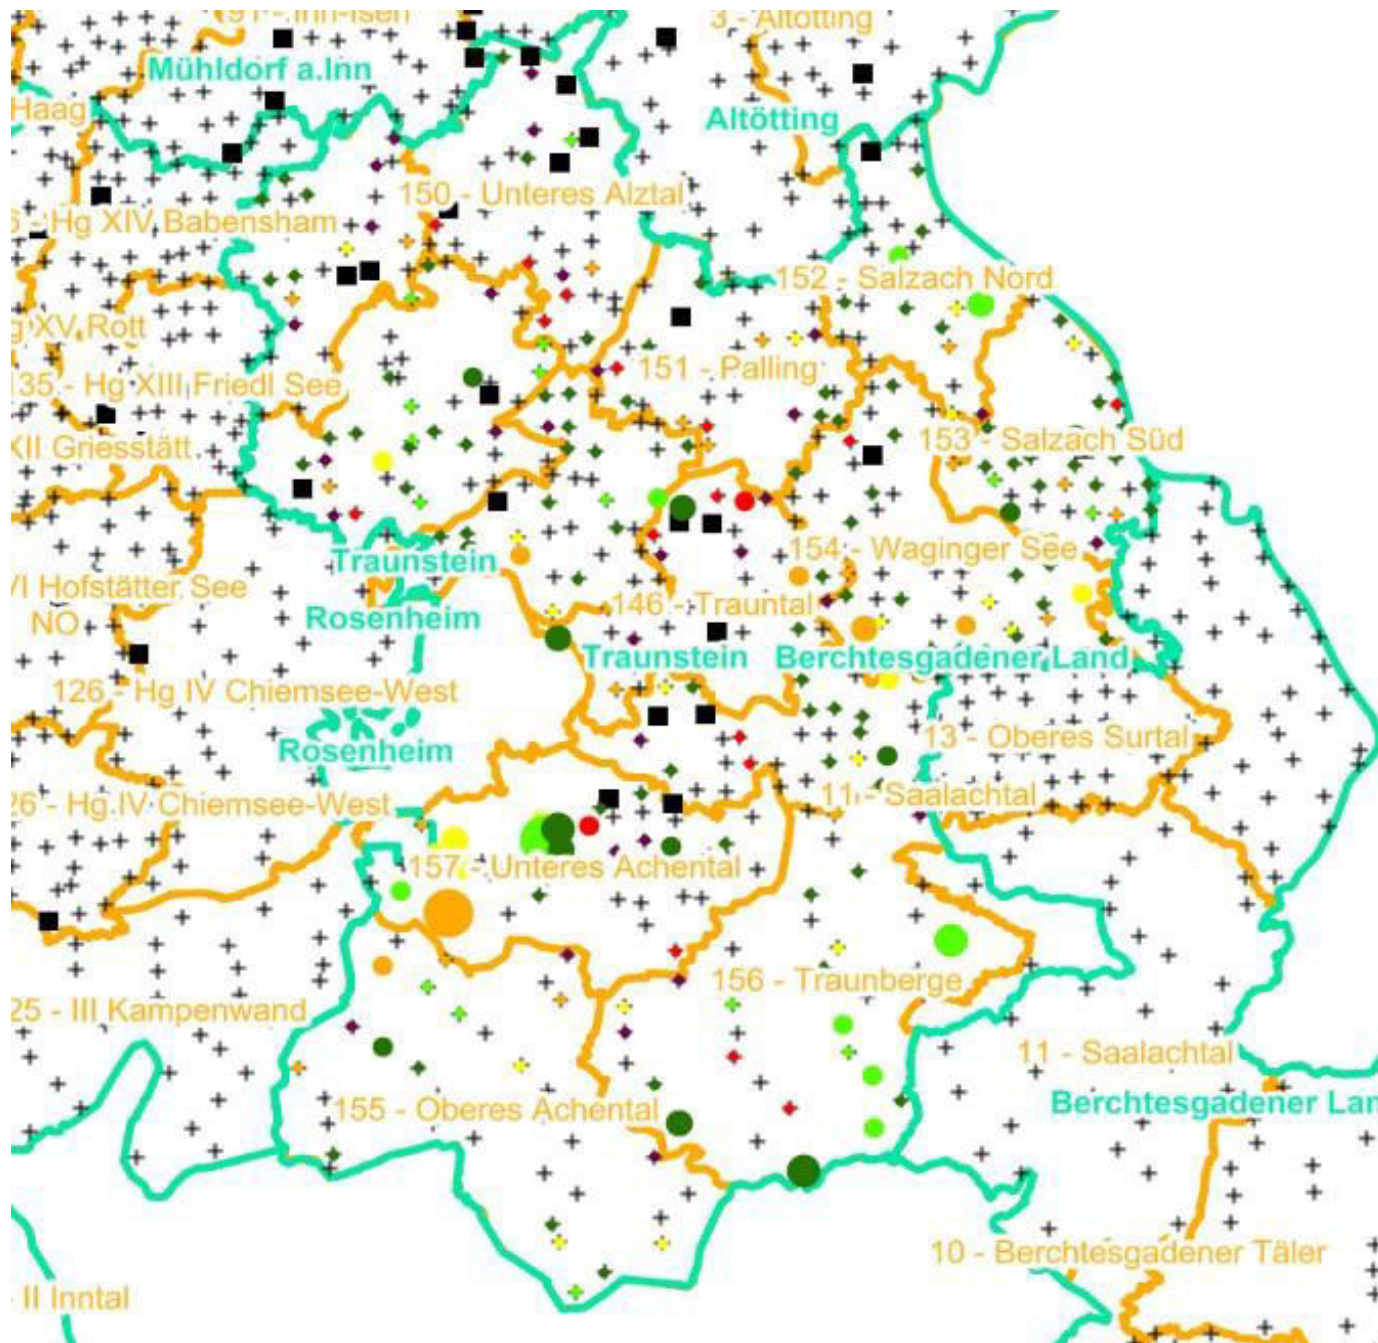 191 - Inn-Isen
3 - Altötting
Mühldorf a.Inn
Haag
Altötting
150 - Unteres Alztal
6 - Hg XIV Babensham
152 - Salzach Nord
g XV Rott
151 - Palling
135 - Hg XIII Friedl See
153 - Salzach Süd
XII Griesstätt
154 - Waginger See
Traunstein
VI Hofstätter See
NO
Rosenheim
146 - Trauntal
Traunstein
Berchtesgadener Land
126 - Hg IV Chiemsee-West
13 - Oberes Surtal
Rosenheim
11 - Saalachtal
26 - Hg IV Chiemsee-West
157 - Unteres Achental
156 - Traunberge
25 - III Kampenwand
11 - Saalachtal
Berchtesgadener Lan
155 - Oberes Achental
10 - Berchtesgadener Täler
II Inntal